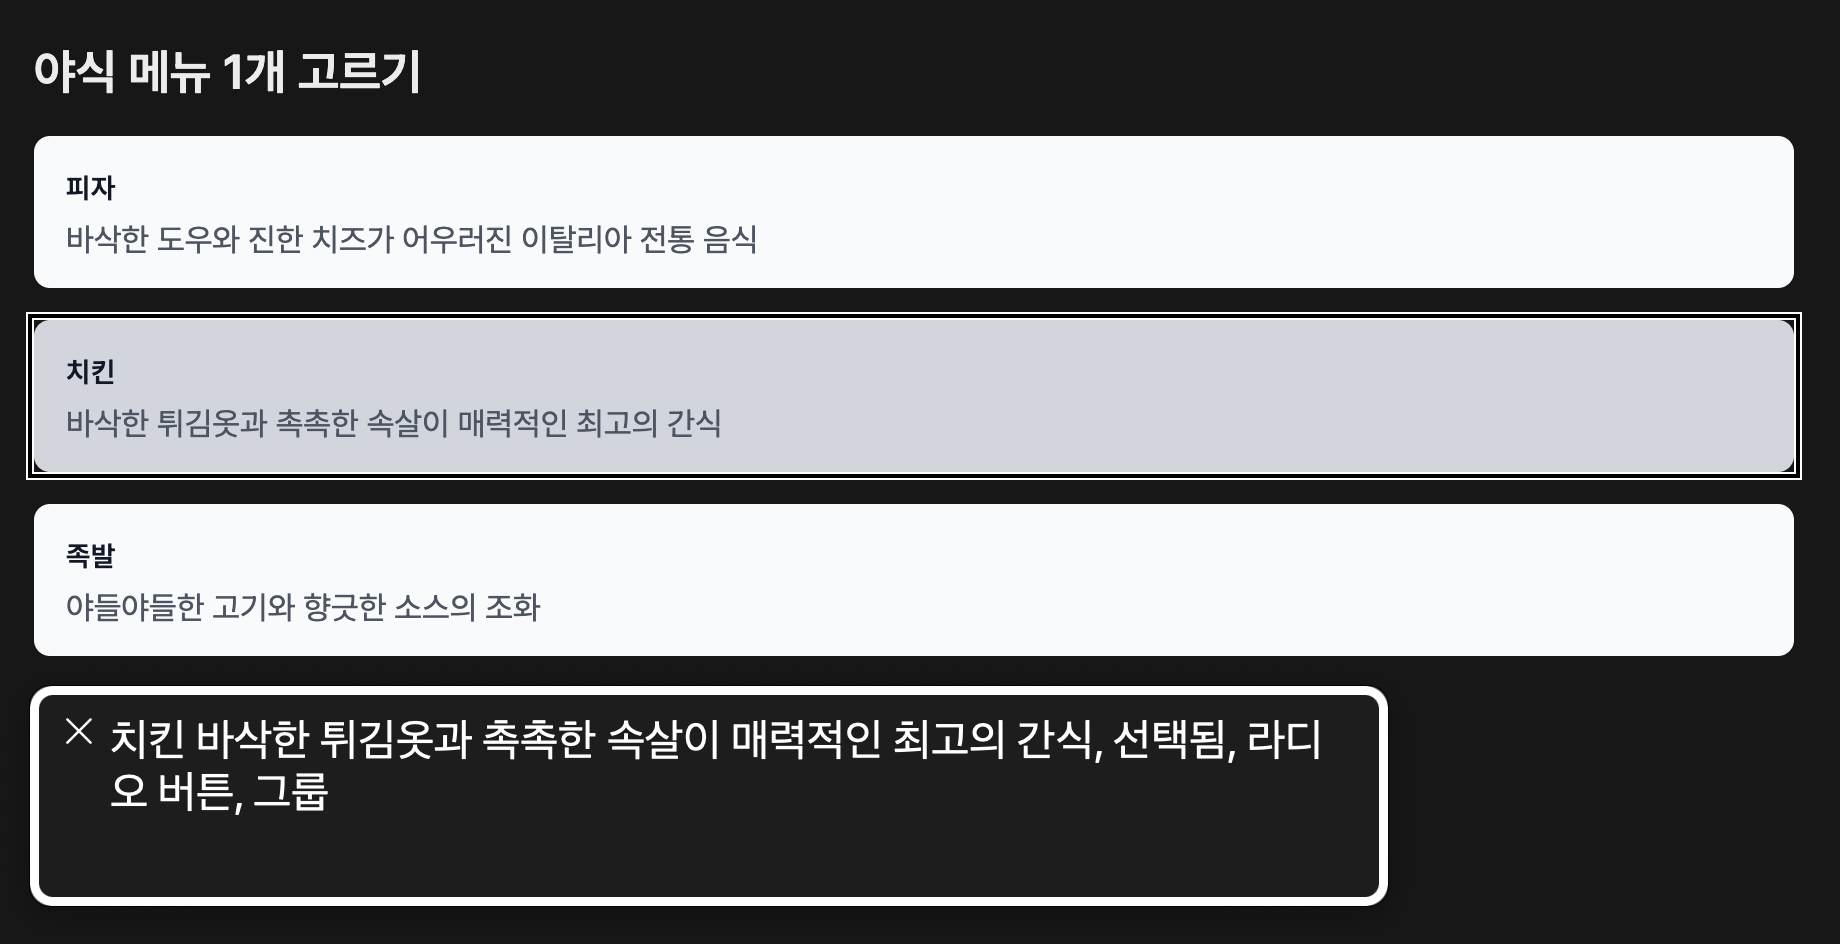 야식 메뉴 1개 고르기
피자
바삭한 도우와 진한 치즈가 어우러진 이탈리아 전통 음식
치킨
바삭한 튀김옷과 촉촉한 속살이 매력적인 최고의 간식
족발
야들야들한 고기와 향긋한 소스의 조화
치킨 바삭한 튀김옷과 촉촉한 속살이 매력적인 최고의 간식, 선택됨, 라디
오 버튼, 그룹